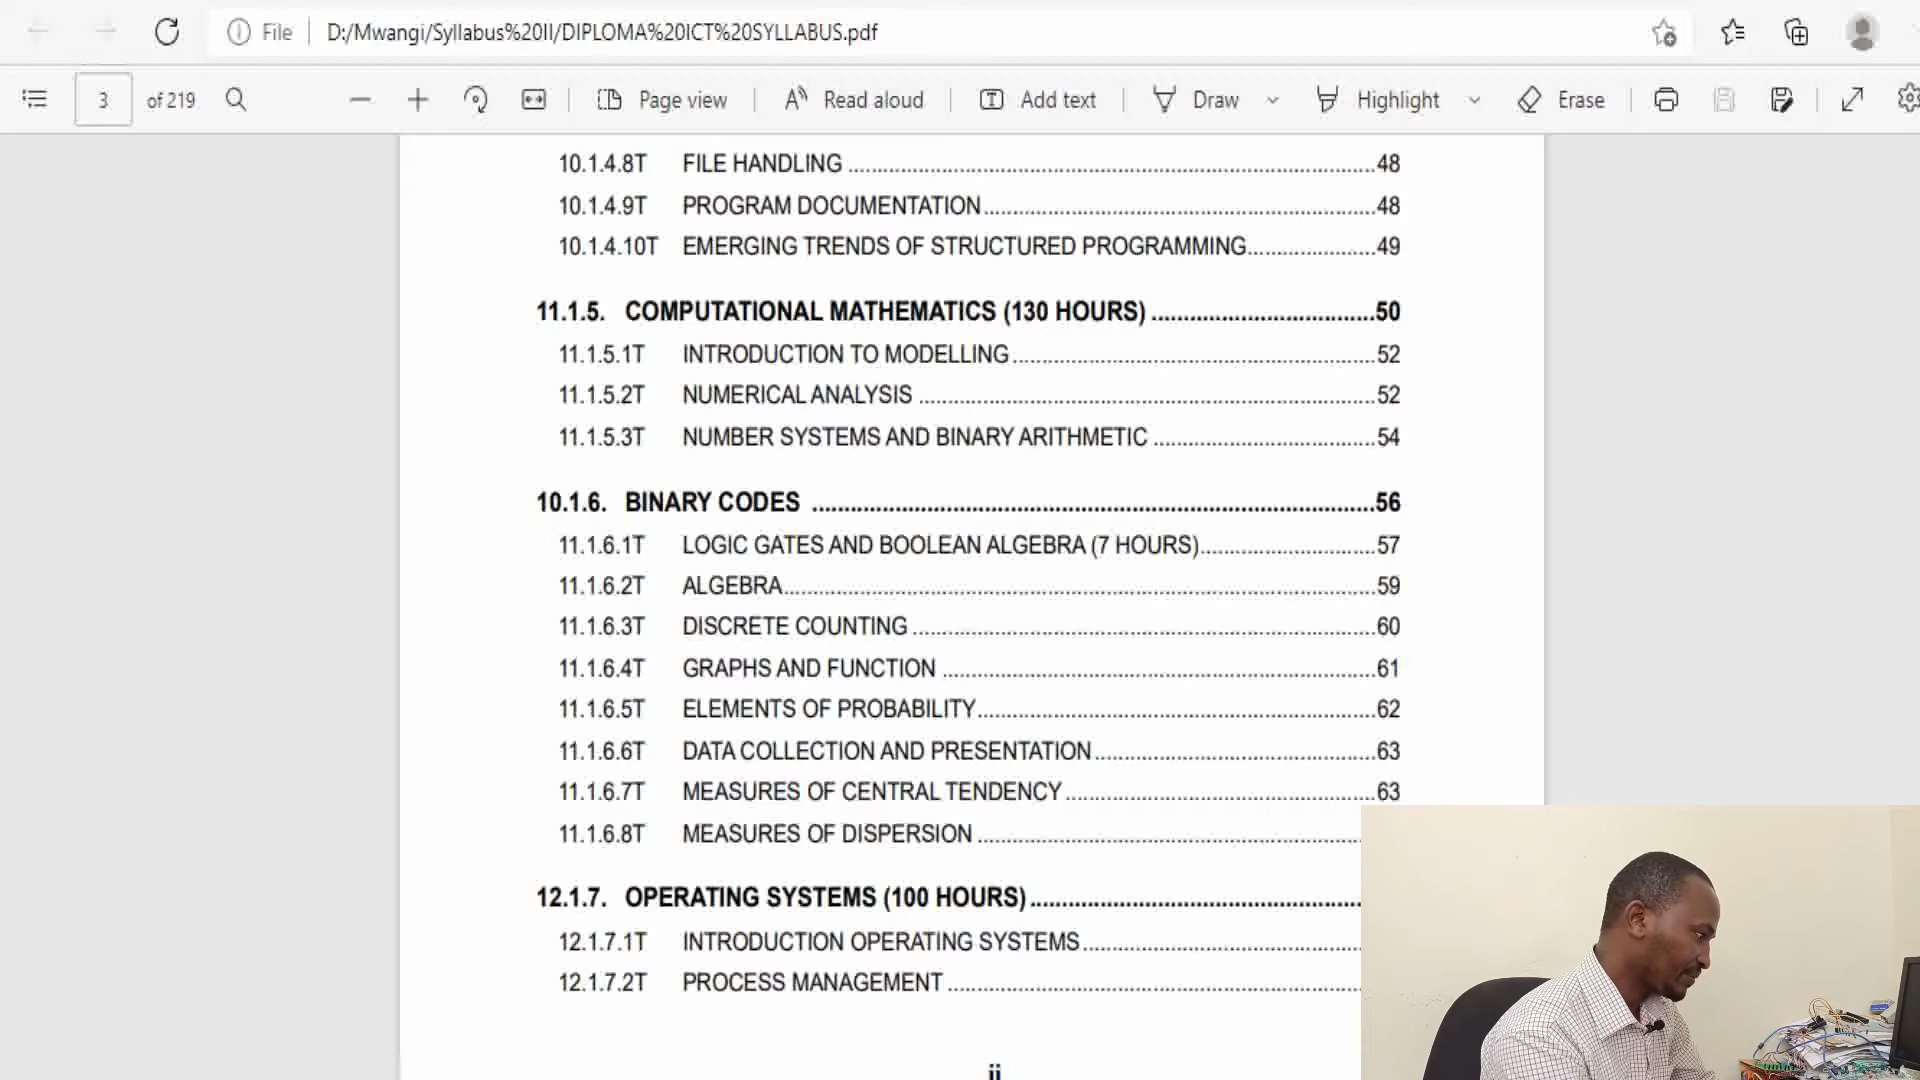 File D:/Mwangi/Syllabus%20II/DIPLOMA%20ICT%20SYLLABUS.pdf
3 of 219 Page view Read aloud Add text Draw Highlight Erase
10.1.4.8T FILE HANDLING ........ 48
10.1.4.9T PROGRAM DOCUMENTATION ........ 48
10.1.4.10T EMERGING TRENDS OF STRUCTURED PROGRAMMING ........ 49
11.1.5. COMPUTATIONAL MATHEMATICS (130 HOURS) ........ 50
11.1.5.1T INTRODUCTION TO MODELLING ........ 52
11.1.5.2T NUMERICAL ANALYSIS ........ 52
11.1.5.3T NUMBER SYSTEMS AND BINARY ARITHMETIC ........ 54
10.1.6. BINARY CODES ........ 56
11.1.6.1T LOGIC GATES AND BOOLEAN ALGEBRA (7 HOURS) ........ 57
11.1.6.2T ALGEBRA ........ 59
11.1.6.3T DISCRETE COUNTING ........ 60
11.1.6.4T GRAPHS AND FUNCTION ........ 61
11.1.6.5T ELEMENTS OF PROBABILITY ........ 62
11.1.6.6T DATA COLLECTION AND PRESENTATION ........ 63
11.1.6.7T MEASURES OF CENTRAL TENDENCY ........ 63
11.1.6.8T MEASURES OF DISPERSION ........
12.1.7. OPERATING SYSTEMS (100 HOURS) ........
12.1.7.1T INTRODUCTION OPERATING SYSTEMS ........
12.1.7.2T PROCESS MANAGEMENT ........
ii